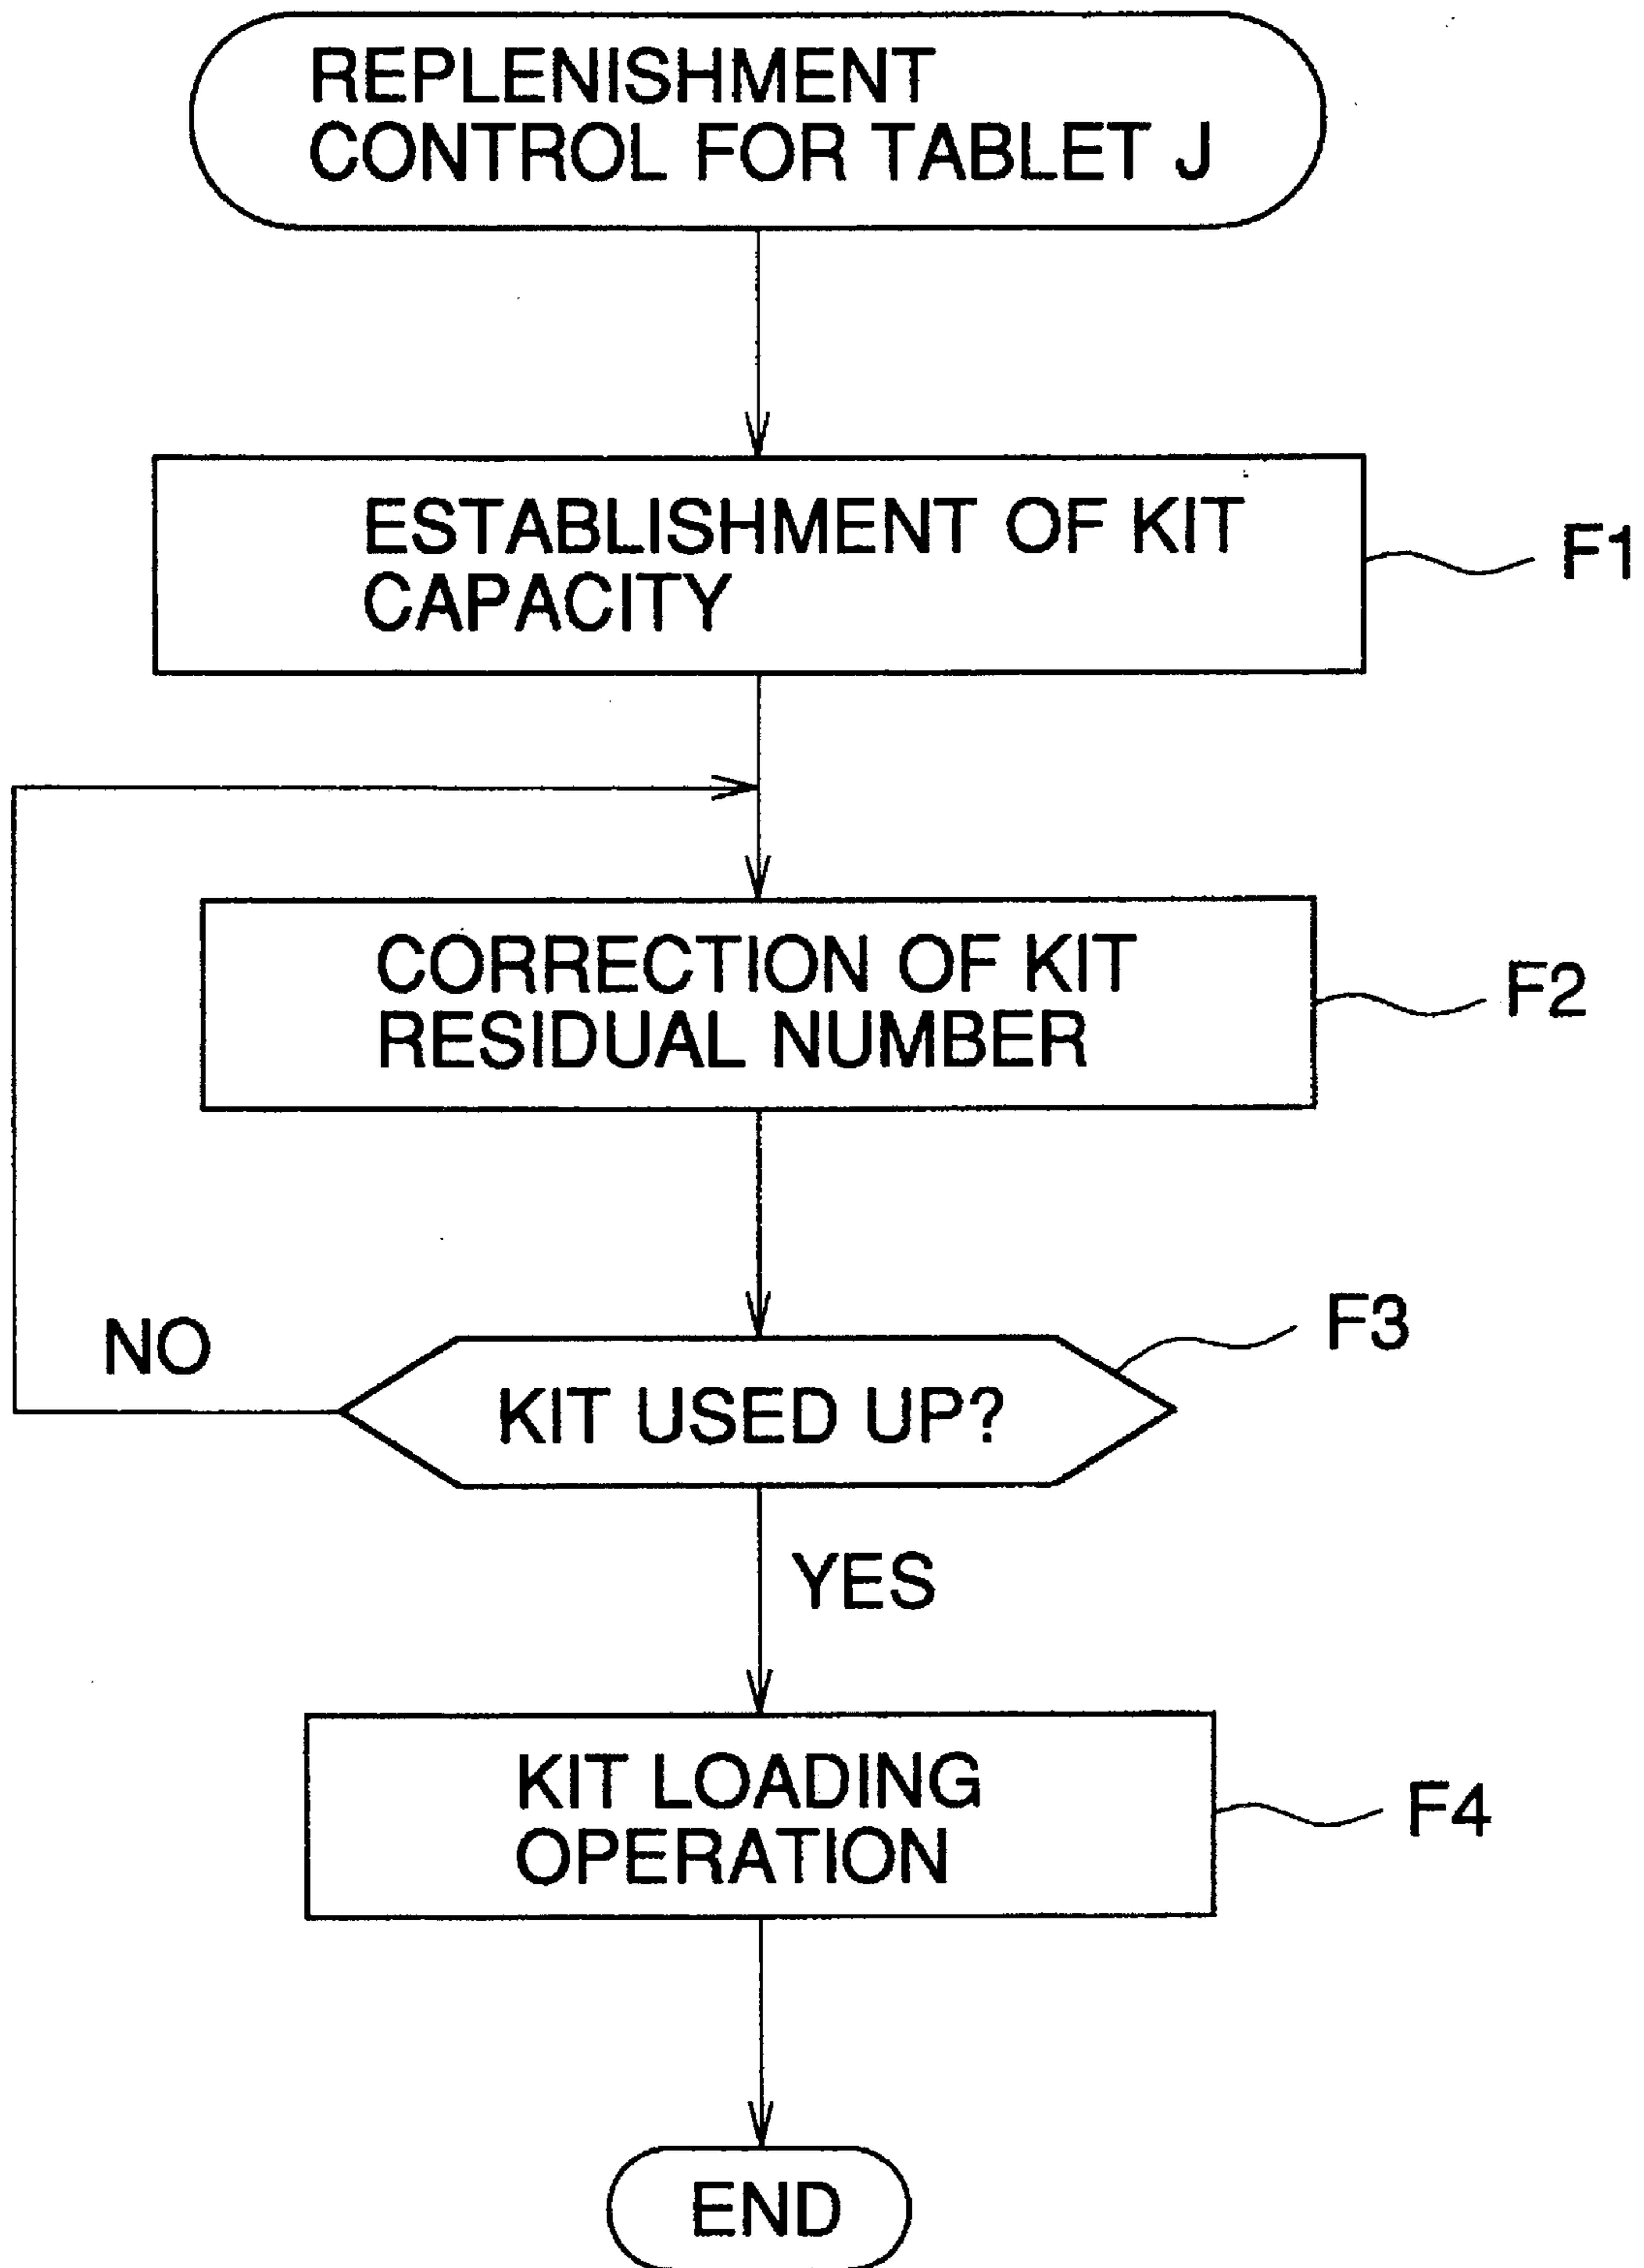 REPLENISHMENT
CONTROL FOR TABLET J
ESTABLISHMENT OF KIT
CAPACITY
F1
CORRECTION OF KIT
RESIDUAL NUMBER
F2
F3
NO
KIT USED UP?
YES
KIT LOADING
OPERATION
F4
END